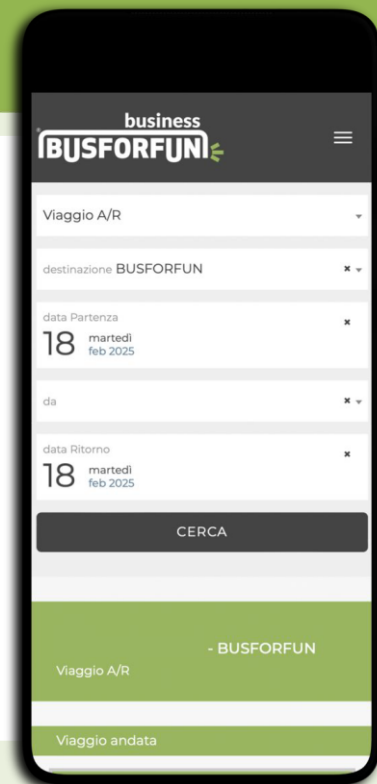 business
BUSFORFUN
Viaggio A/R
destinazione BUSFORFUN
data Partenza
18 martedì
feb 2025
da
data Ritorno
18 martedì
feb 2025
CERCA
- BUSFORFUN
Viaggio A/R
Viaggio andata